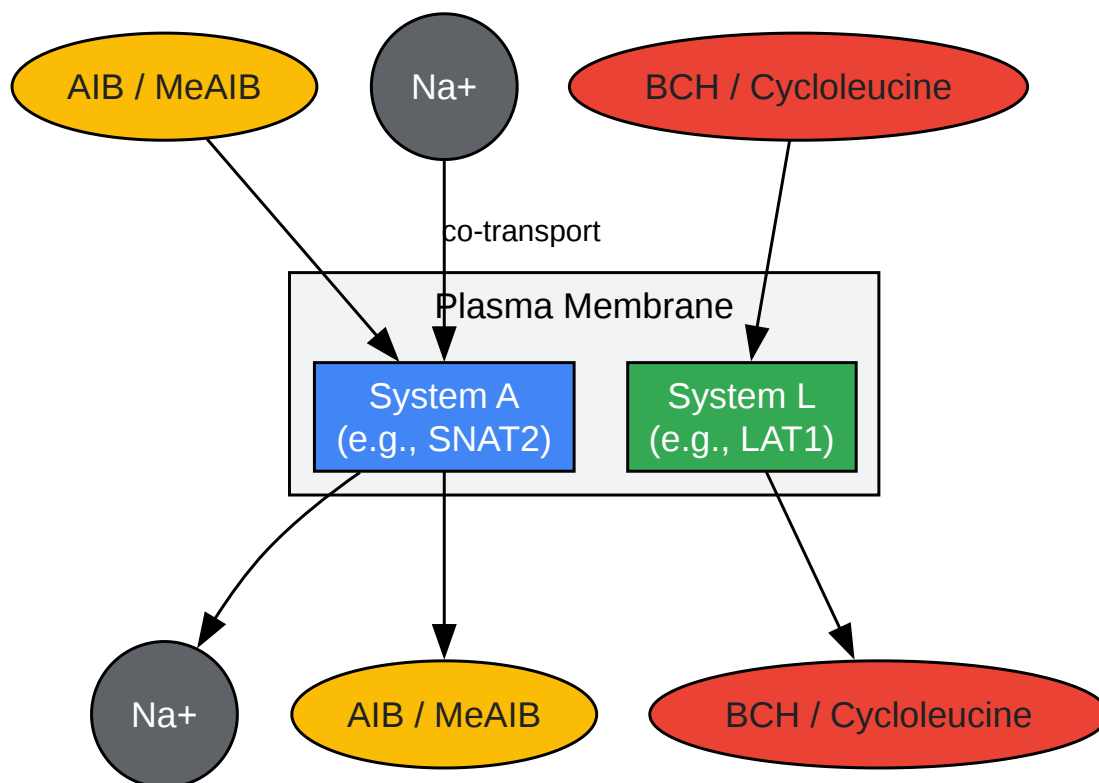 AIB / MeAIB
Na+
BCH / Cycloleucine
co-transport
Plasma Membrane
System A
(e.g., SNAT2)
System L
(e.g., LAT1)
Na+
AIB / MeAIB
BCH / Cycloleucine